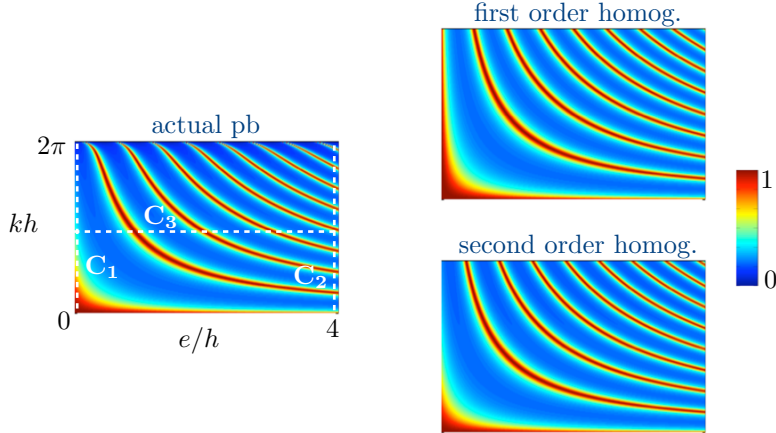 first order homog.
actual pb
2π
C₃
kh
C₁
C₂
0
e/h
4
second order homog.
1
0